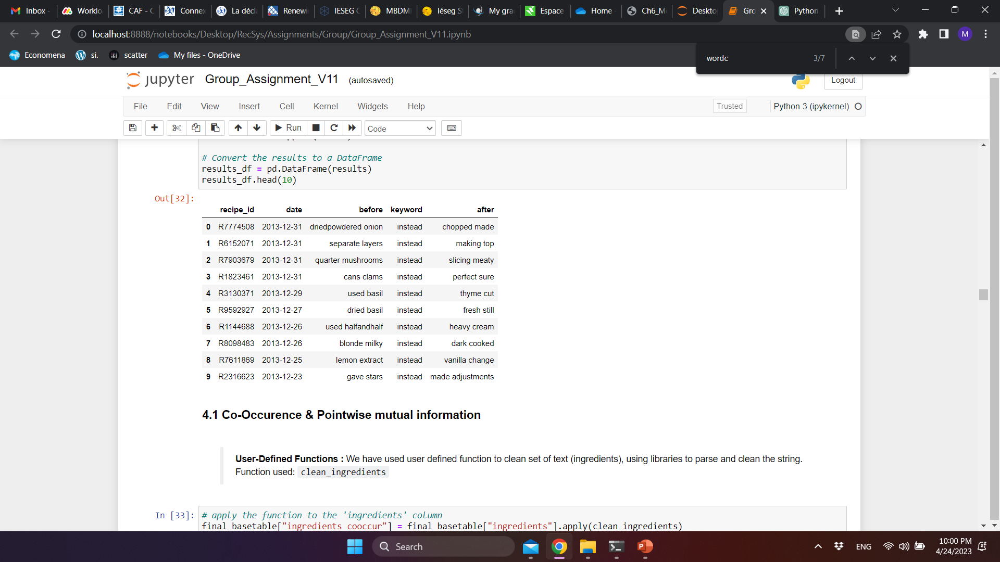 Inbox -
Worklo
CAF - C
Connex
La décl
Renewi
IESEG C
MBDM
Iéseg S
My gra
Espace
Home -
Ch6_M
Deskto
Gro
Python
localhost:8888/notebooks/Desktop/RecSys/Assignments/Group/Group_Assignment_V11.ipynb
M
Economena
si.
scatter
My files - OneDrive
wordc 3/7
jupyter Group_Assignment_V11 (autosaved)
Logout
File Edit View Insert Cell Kernel Widgets Help
Trusted
Python 3 (ipykernel)
Run
Code
# Convert the results to a DataFrame
results_df = pd.DataFrame(results)
results_df.head(10)
Out[32]:
recipe_id date before keyword after
0 R7774508 2013-12-31 driedpowdered onion instead chopped made
1 R6152071 2013-12-31 separate layers instead making top
2 R7903679 2013-12-31 quarter mushrooms instead slicing meaty
3 R1823461 2013-12-31 cans clams instead perfect sure
4 R3130371 2013-12-29 used basil instead thyme cut
5 R9592927 2013-12-27 dried basil instead fresh still
6 R1144688 2013-12-26 used halfandhalf instead heavy cream
7 R8098483 2013-12-26 blonde milky instead dark cooked
8 R7611869 2013-12-25 lemon extract instead vanilla change
9 R2316623 2013-12-23 gave stars instead made adjustments
4.1 Co-Occurence & Pointwise mutual information
User-Defined Functions : We have used user defined function to clean set of text (ingredients), using libraries to parse and clean the string.
Function used: clean_ingredients
In [33]: # apply the function to the 'ingredients' column
final_basetable["ingredients_cooccur"] = final_basetable["ingredients"].apply(clean_ingredients)
Search
ENG
10:00 PM
4/24/2023